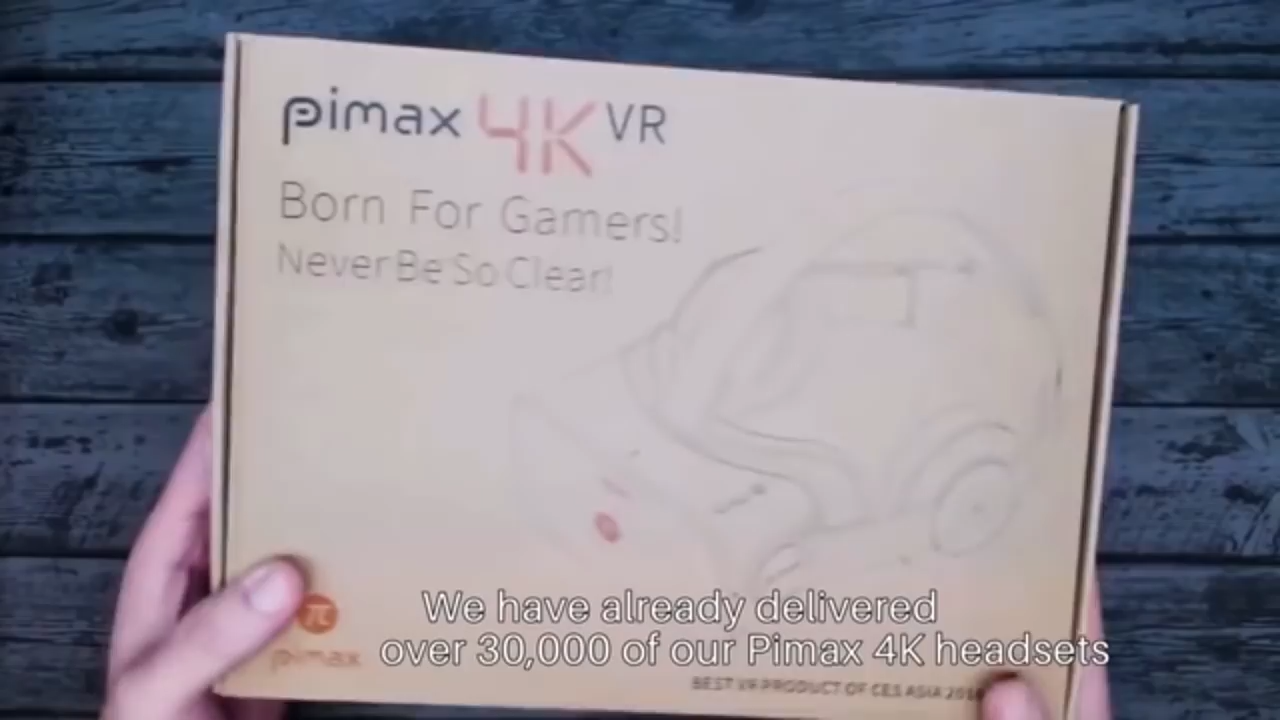 pimax 4K VR
Born For Gamers!
Never Be So Clear!
π
pimax
We have already delivered
over 30,000 of our Pimax 4K headsets
BEST VR PRODUCT OF CES ASIA